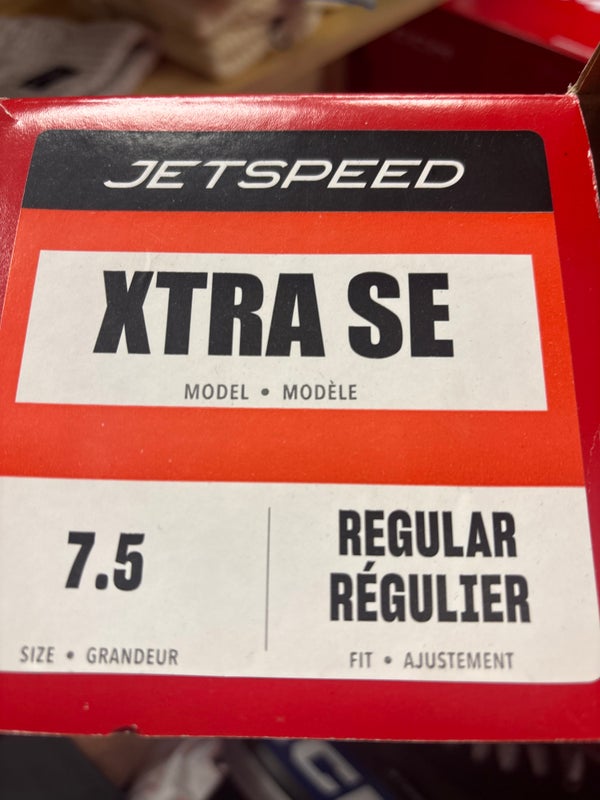 JETSPEED
XTRA SE
MODEL • MODÈLE
7.5
SIZE • GRANDEUR
REGULAR
RÉGULIER
FIT • AJUSTEMENT